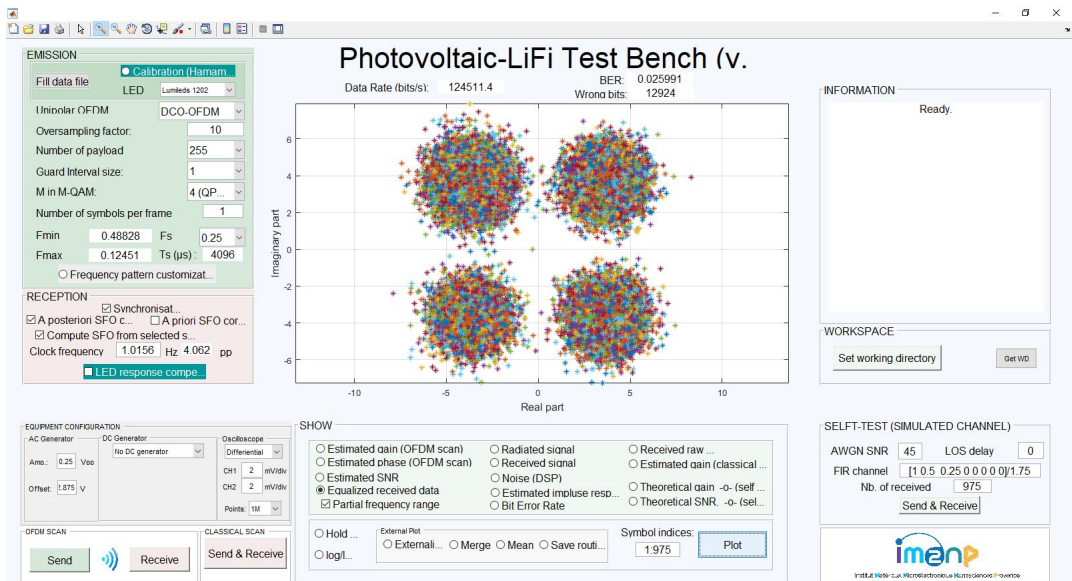 Photovoltaic-LiFi Test Bench (v.
EMISSION
Fill data file
Calibration (Hamam...
LED Lumileds 1202
Unipolar OFDM DCO-OFDM
Oversampling factor: 10
Number of payload 255
Guard Interval size: 1
M in M-QAM: 4 (QP...
Number of symbols per frame 1
Fmin 0.48828 Fs 0.25
Fmax 0.12451 Ts (µs) : 4096
Frequency pattern customizat...
RECEPTION
Synchronisat...
A posteriori SFO c... A priori SFO cor...
Compute SFO from selected s...
Clock frequency 1.0156 Hz 4.062 pp
LED response compe...
Data Rate (bits/s): 124511.4
BER: 0.025991
Wrong bits: 12924
6
4
2
0
-2
-4
-6
Imaginary part
-10 -5 0 5 10
Real part
INFORMATION
Ready.
WORKSPACE
Set working directory Get WD
EQUIPMENT CONFIGURATION
AC Generator
Amp.: 0.25 Vpp
Offset: 2.875 V
DC Generator
No DC generator
Oscilloscope
Differiential
CH1 2 mV/div
CH2 2 mV/div
Points: 1M
OFDM SCAN
Send Receive
CLASSICAL SCAN
Send & Receive
SHOW
Estimated gain (OFDM scan) Radiated signal Received raw ...
Estimated phase (OFDM scan) Received signal Estimated gain (classical ...
Estimated SNR Noise (DSP)
Equalized received data Estimated impluse resp... Theoretical gain -o- (self ...
Partial frequency range Bit Error Rate Theoretical SNR. -o- (sel...
Hold ...
log/l...
External Plot
Externali... Merge Mean Save routi...
Symbol indices:
1:975
Plot
SELFT-TEST (SIMULATED CHANNEL)
AWGN SNR 45 LOS delay 0
FIR channel [1 0.5 0.25 0 0 0 0 0]/1.75
Nb. of received 975
Send & Receive
im2np
Institut Matériaux Microélectronique Nanosciences Provence